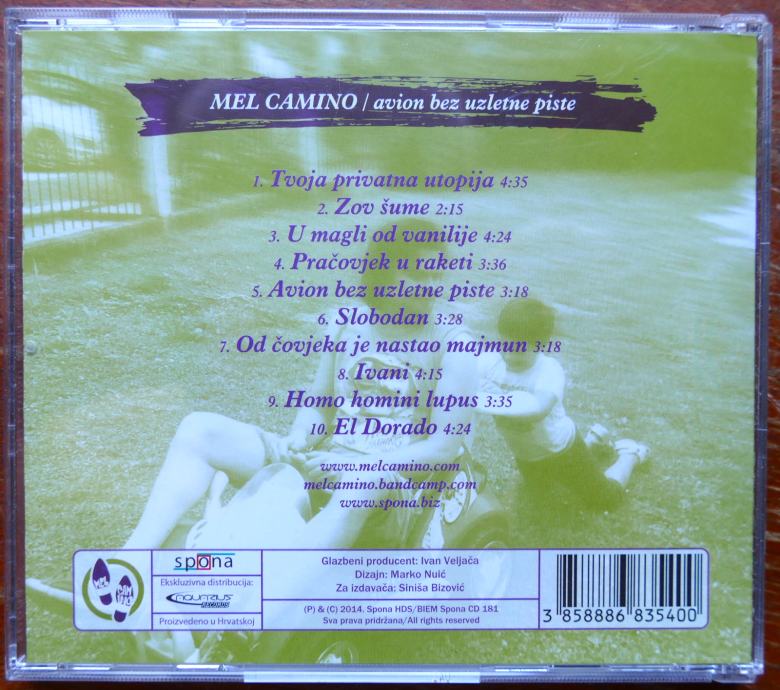 MEL CAMINO / avion bez uzletne piste
1. Tvoja privatna utopija 4:35
2. Zov šume 2:15
3. U magli od vanilije 4:24
4. Pračovjek u raketi 3:36
5. Avion bez uzletne piste 3:18
6. Slobodan 3:28
7. Od čovjeka je nastao majmun 3:18
8. Ivani 4:15
9. Homo homini lupus 3:35
10. El Dorado 4:24
www.melcamino.com
melcamino.bandcamp.com
www.spona.biz
MEL
spona
Ekskluzivna distribucija:
RECORDS
Proizvedeno u Hrvatskoj
Glazbeni producent: Ivan Veljača
Dizajn: Marko Nuić
Za izdavača: Siniša Bizović
(P) & (C) 2014. Spona HDS/BIEM Spona CD 181
Sva prava pridržana/All rights reserved
3 858886 835400